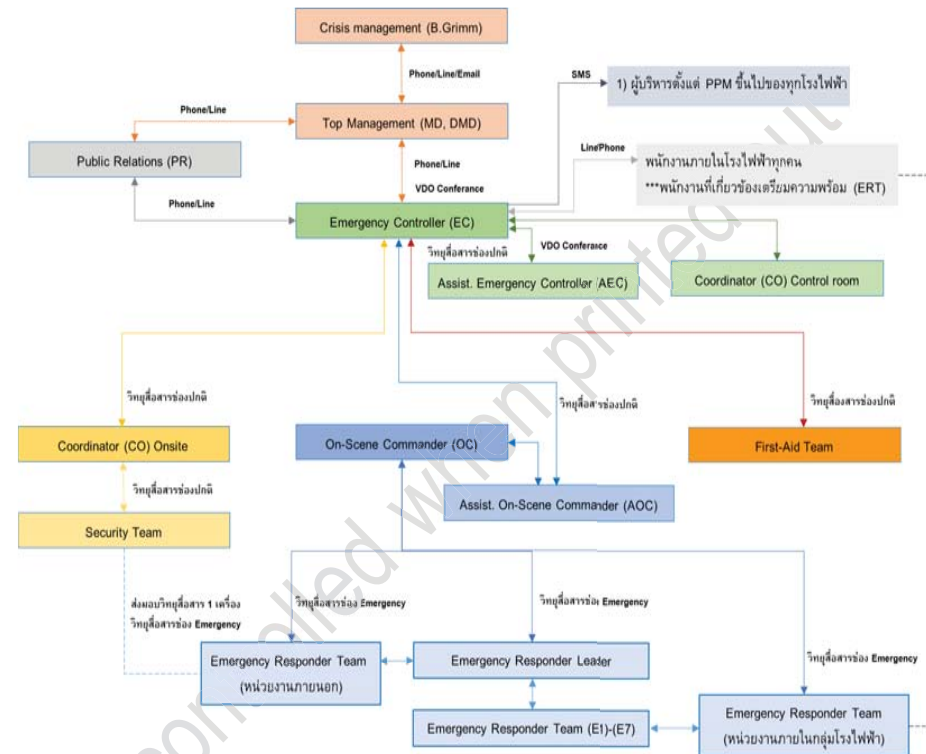 Crisis management (B.Grimm)
Phone/Line/Email
SMS
1) ผู้บริหารตั้งแต่ PPM ขึ้นไปของทุกโรงไฟฟ้า
Phone/Line
Top Management (MD, DMD)
Line/Phone
Public Relations (PR)
Phone/Line
พนักงานภายในโรงไฟฟ้าทุกคน
***พนักงานที่เกี่ยวข้องเตรียมความพร้อม (ERT)
VDO Conferance
Phone/Line
Emergency Controller (EC)
วิทยุสื่อสารช่องปกติ
VDO Conferance
Assist. Emergency Controller (AEC)
Coordinator (CO) Control room
วิทยุสื่อสารช่องปกติ
วิทยุสื่อสารช่องปกติ
วิทยุสื่องสารช่องปกติ
Coordinator (CO) Onsite
On-Scene Commander (OC)
First-Aid Team
วิทยุสื่อสารช่องปกติ
Assist. On-Scene Commander (AOC)
Security Team
ส่งมอบวิทยุสื่อสาร 1 เครื่อง
วิทยุสื่อสารช่อง Emergency
วิทยุสื่อสารช่อง Emergency
วิทยุสื่อสารช่อง Emergency
วิทยุสื่อสารช่อง Emergency
Emergency Responder Team
(หน่วยงานภายนอก)
Emergency Responder Leader
Emergency Responder Team (E1)-(E7)
Emergency Responder Team
(หน่วยงานภายในกลุ่มโรงไฟฟ้า)
ontrolled when printed out